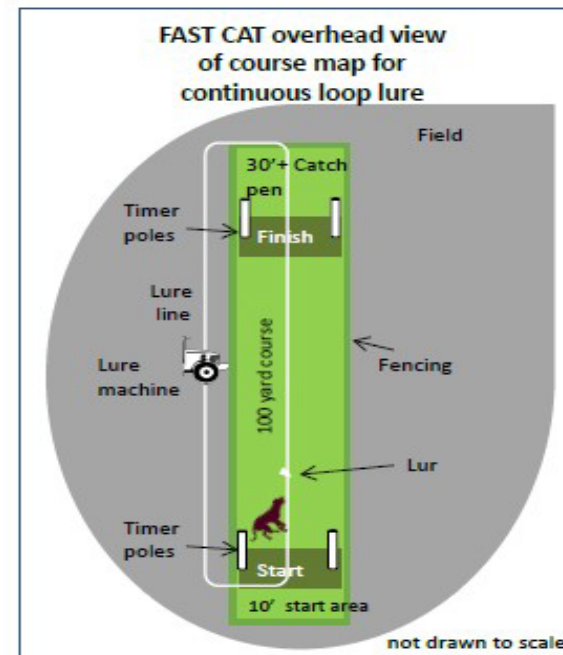 FAST CAT overhead view
of course map for
continuous loop lure
Field
30'+ Catch
pen
Timer
poles
Finish
Lure
line
Lure
machine
100 yard course
Fencing
Lur
Timer
poles
Start
10' start area
not drawn to scale